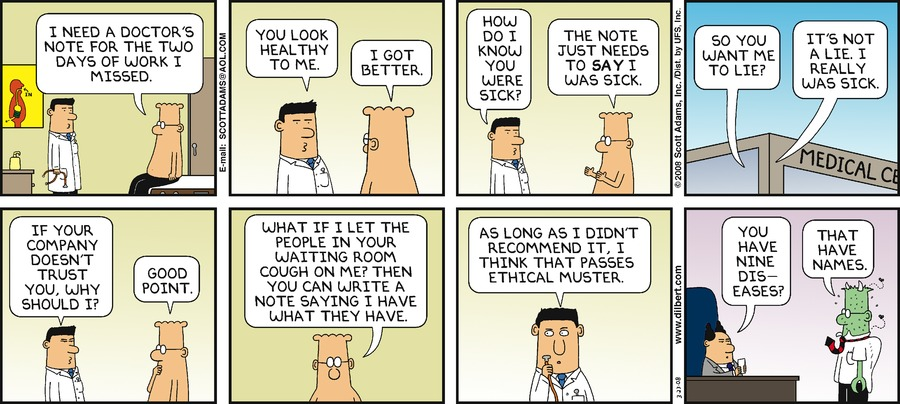 I NEED A DOCTOR'S
NOTE FOR THE TWO
DAYS OF WORK I
MISSED.
IN
E-mail: SCOTTADAMS@AOL.COM
YOU LOOK
HEALTHY
TO ME.
I GOT
BETTER.
HOW
DO I
KNOW
YOU
WERE
SICK?
THE NOTE
JUST NEEDS
TO SAY I
WAS SICK.
© 2008 Scott Adams, Inc./Dist. by UFS, Inc.
SO YOU
WANT ME
TO LIE?
IT'S NOT
A LIE. I
REALLY
WAS SICK.
MEDICAL CE
IF YOUR
COMPANY
DOESN'T
TRUST
YOU, WHY
SHOULD I?
GOOD
POINT.
WHAT IF I LET THE
PEOPLE IN YOUR
WAITING ROOM
COUGH ON ME? THEN
YOU CAN WRITE A
NOTE SAYING I HAVE
WHAT THEY HAVE.
AS LONG AS I DIDN'T
RECOMMEND IT, I
THINK THAT PASSES
ETHICAL MUSTER.
www.dilbert.com
3-23-08
YOU
HAVE
NINE
DIS-
EASES?
THAT
HAVE
NAMES.